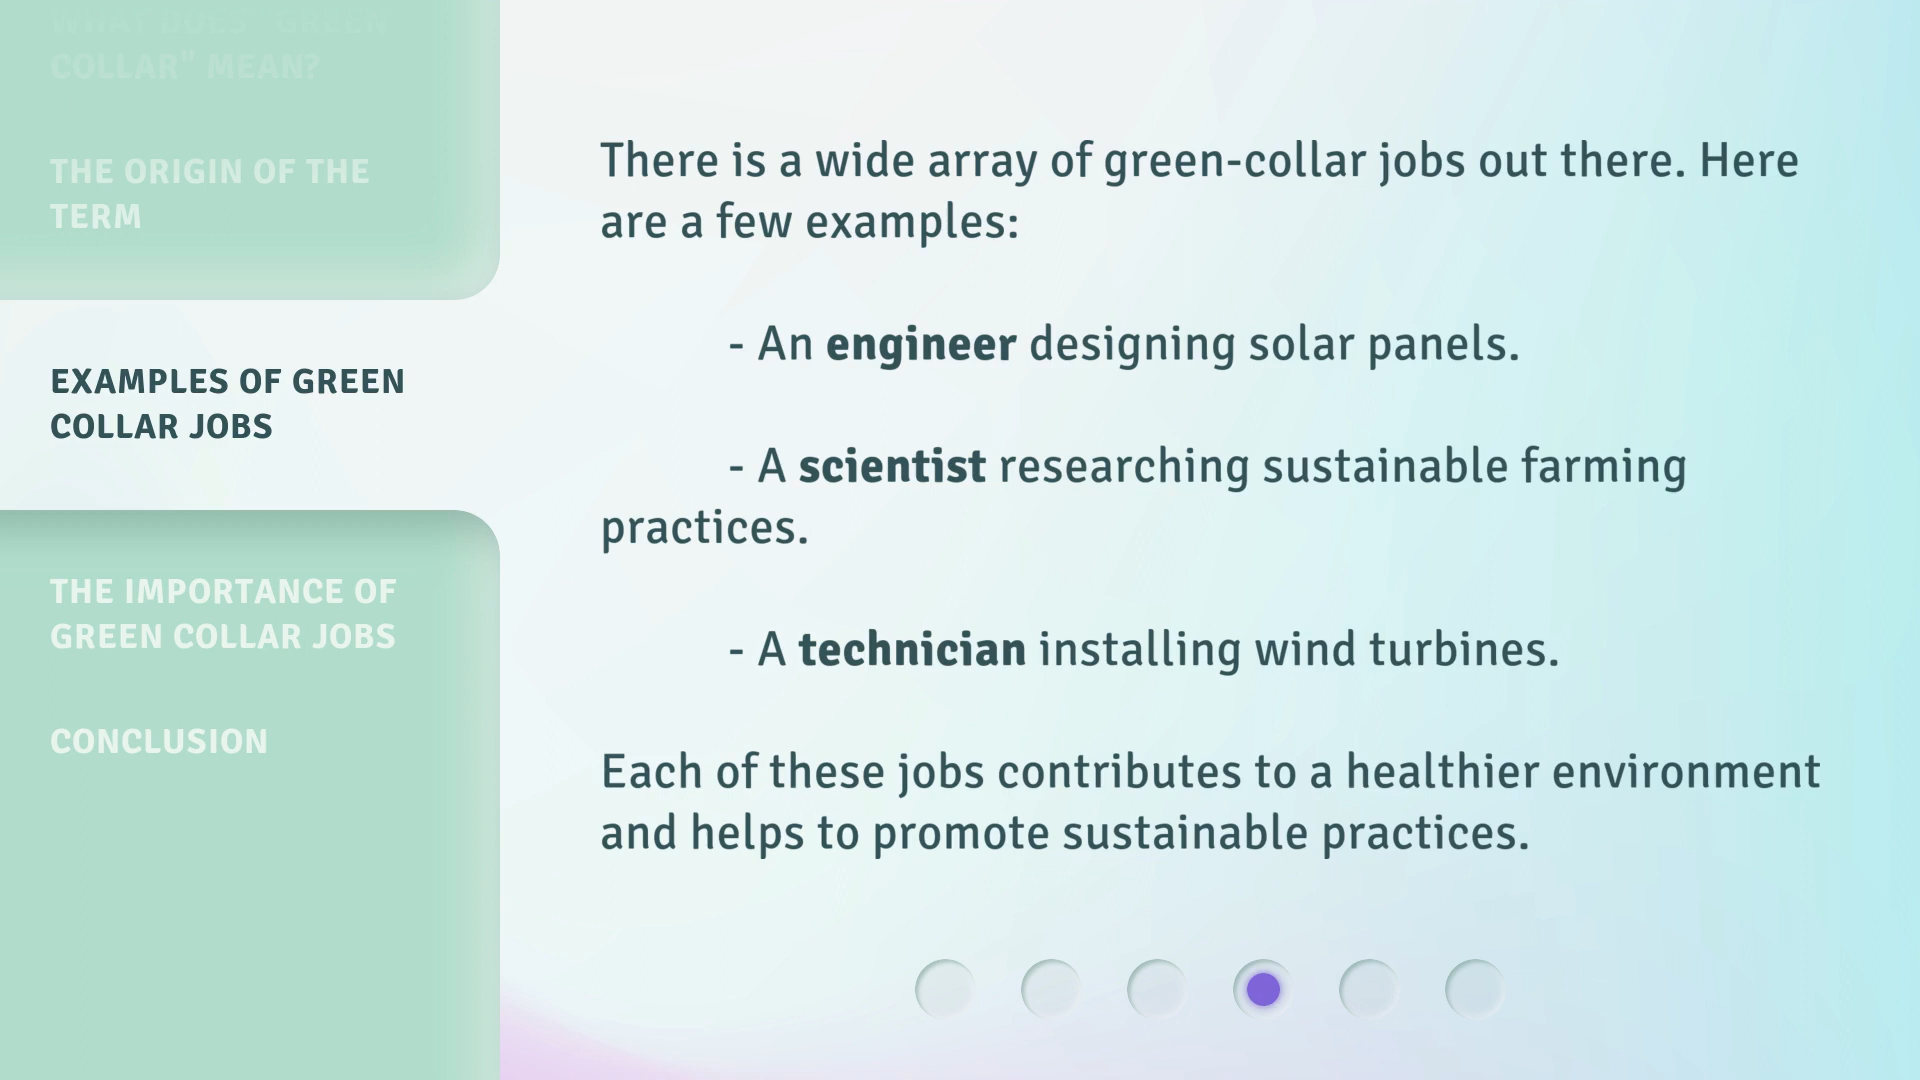 WHAT DOES "GREEN
COLLAR" MEAN?
THE ORIGIN OF THE
TERM
EXAMPLES OF GREEN
COLLAR JOBS
THE IMPORTANCE OF
GREEN COLLAR JOBS
CONCLUSION
There is a wide array of green-collar jobs out there. Here
are a few examples:
- An engineer designing solar panels.
- A scientist researching sustainable farming
practices.
- A technician installing wind turbines.
Each of these jobs contributes to a healthier environment
and helps to promote sustainable practices.